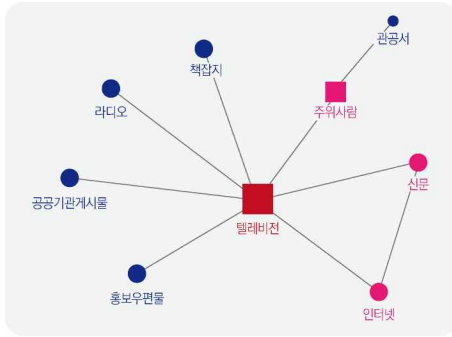 관공서
책잡지
라디오
주위사람
신문
공공기관게시물
텔레비전
홍보우편물
인터넷